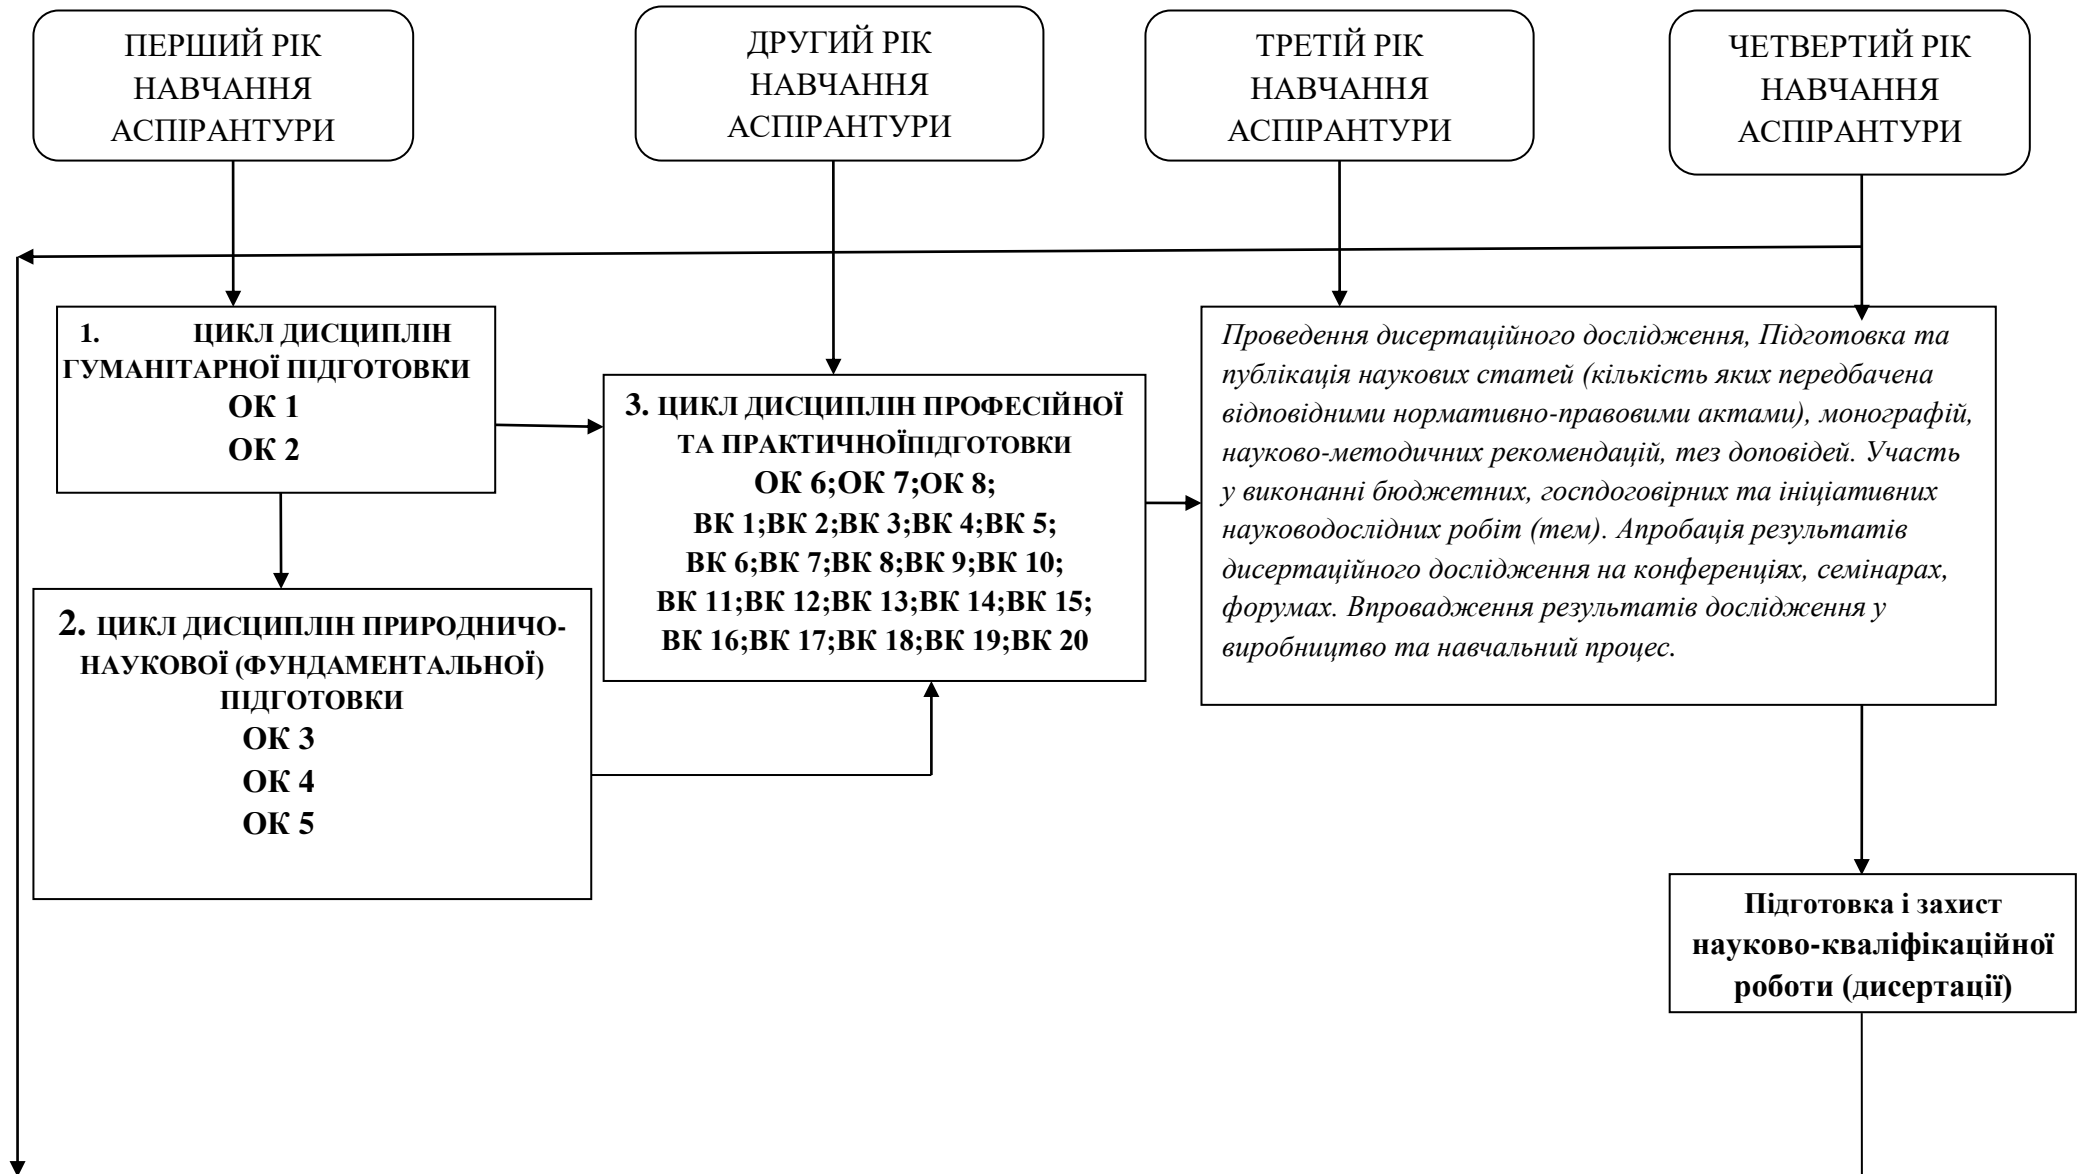 ПЕРШИЙ РІК
НАВЧАННЯ
АСПІРАНТУРИ
ДРУГИЙ РІК
НАВЧАННЯ
АСПІРАНТУРИ
ТРЕТІЙ РІК
НАВЧАННЯ
АСПІРАНТУРИ
ЧЕТВЕРТИЙ РІК
НАВЧАННЯ
АСПІРАНТУРИ
1. ЦИКЛ ДИСЦИПЛІН
ГУМАНІТАРНОЇ ПІДГОТОВКИ
ОК 1
ОК 2
2. ЦИКЛ ДИСЦИПЛІН ПРИРОДНИЧО-
НАУКОВОЇ (ФУНДАМЕНТАЛЬНОЇ)
ПІДГОТОВКИ
ОК 3
ОК 4
ОК 5
3. ЦИКЛ ДИСЦИПЛІН ПРОФЕСІЙНОЇ
ТА ПРАКТИЧНОЇПІДГОТОВКИ
ОК 6;ОК 7;ОК 8;
ВК 1;ВК 2;ВК 3;ВК 4;ВК 5;
ВК 6;ВК 7;ВК 8;ВК 9;ВК 10;
ВК 11;ВК 12;ВК 13;ВК 14;ВК 15;
ВК 16;ВК 17;ВК 18;ВК 19;ВК 20
Проведення дисертаційного дослідження, Підготовка та
публікація наукових статей (кількість яких передбачена
відповідними нормативно-правовими актами), монографій,
науково-методичних рекомендацій, тез доповідей. Участь
у виконанні бюджетних, госпдоговірних та ініціативних
науководослідних робіт (тем). Апробація результатів
дисертаційного дослідження на конференціях, семінарах,
форумах. Впровадження результатів дослідження у
виробництво та навчальний процес.
Підготовка і захист
науково-кваліфікаційної
роботи (дисертації)